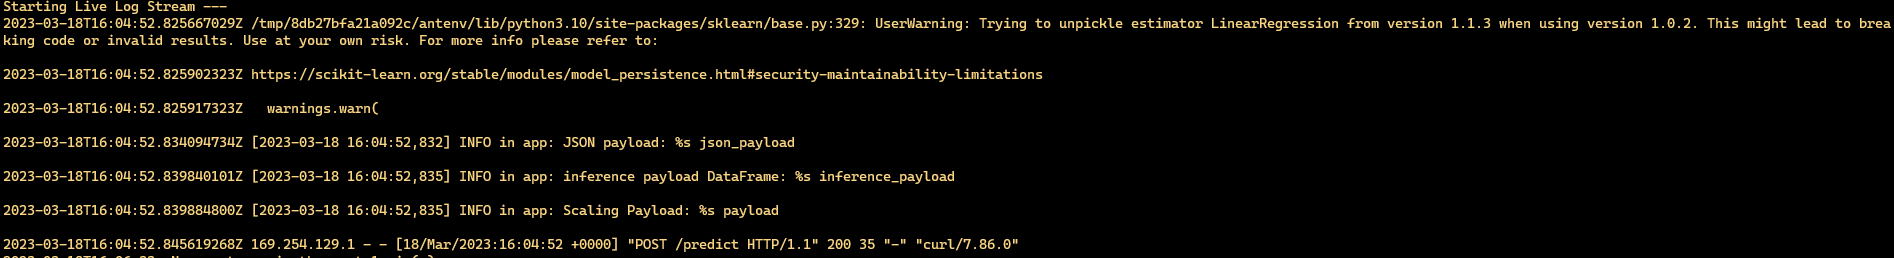 Starting Live Log Stream ---
2023-03-18T16:04:52.825667029Z /tmp/8db27bfa21a092c/antenv/lib/python3.10/site-packages/sklearn/base.py:329: UserWarning: Trying to unpickle estimator LinearRegression from version 1.1.3 when using version 1.0.2. This might lead to brea
king code or invalid results. Use at your own risk. For more info please refer to:
2023-03-18T16:04:52.825902323Z https://scikit-learn.org/stable/modules/model_persistence.html#security-maintainability-limitations
2023-03-18T16:04:52.825917323Z   warnings.warn(
2023-03-18T16:04:52.834094734Z [2023-03-18 16:04:52,832] INFO in app: JSON payload: %s json_payload
2023-03-18T16:04:52.839840101Z [2023-03-18 16:04:52,835] INFO in app: inference payload DataFrame: %s inference_payload
2023-03-18T16:04:52.839884800Z [2023-03-18 16:04:52,835] INFO in app: Scaling Payload: %s payload
2023-03-18T16:04:52.845619268Z 169.254.129.1 - - [18/Mar/2023:16:04:52 +0000] "POST /predict HTTP/1.1" 200 35 "-" "curl/7.86.0"